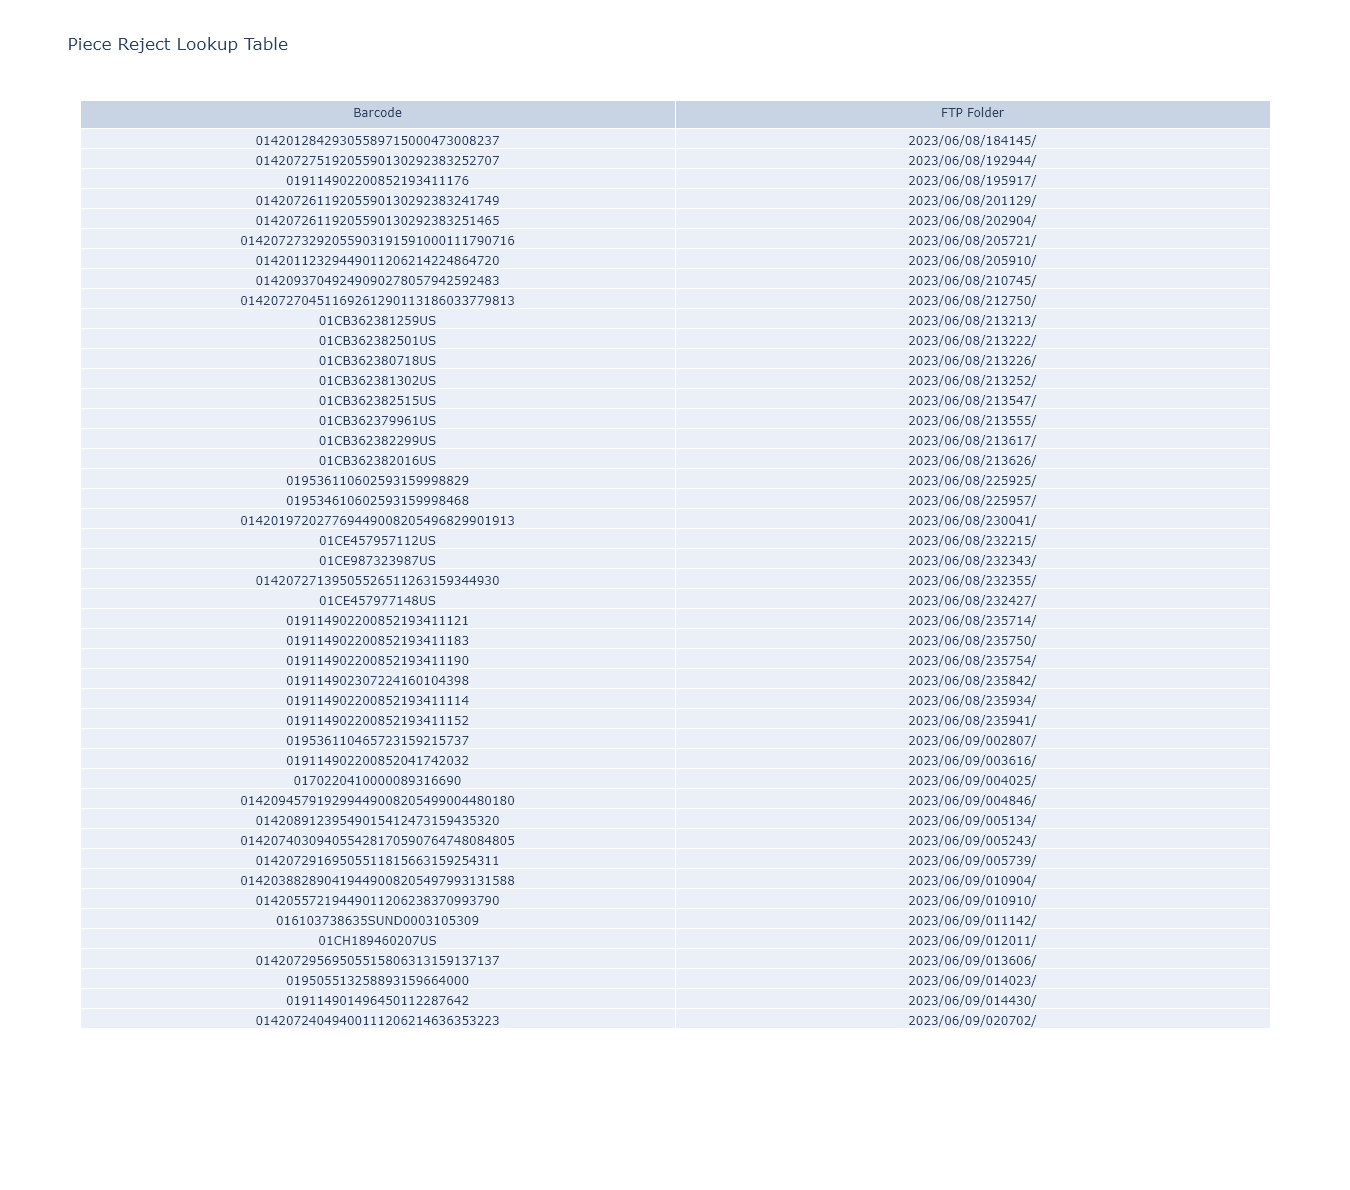 Piece Reject Lookup Table
Barcode FTP Folder
014201284293055897150004730​08237 2023/06/08/184145/
01420727519205590130292383252707 2023/06/08/192944/
019114902200852193411176 2023/06/08/195917/
01420726119205590130292383241749 2023/06/08/201129/
01420726119205590130292383251465 2023/06/08/202904/
014207273292055903191591000111790716 2023/06/08/205721/
01420112329449011206214224864720 2023/06/08/205910/
01420937049249090278057942592483 2023/06/08/210745/
014207270451169261290113186033779813 2023/06/08/212750/
01CB362381259US 2023/06/08/213213/
01CB362382501US 2023/06/08/213222/
01CB362380718US 2023/06/08/213226/
01CB362381302US 2023/06/08/213252/
01CB362382515US 2023/06/08/213547/
01CB362379961US 2023/06/08/213555/
01CB362382299US 2023/06/08/213617/
01CB362382016US 2023/06/08/213626/
019536110602593159998829 2023/06/08/225925/
019534610602593159998468 2023/06/08/225957/
014201972027769449008205496829901913 2023/06/08/230041/
01CE457957112US 2023/06/08/232215/
01CE987323987US 2023/06/08/232343/
01420727139505526511263159344930 2023/06/08/232355/
01CE457977148US 2023/06/08/232427/
019114902200852193411121 2023/06/08/235714/
019114902200852193411183 2023/06/08/235750/
019114902200852193411190 2023/06/08/235754/
019114902307224160104398 2023/06/08/235842/
019114902200852193411114 2023/06/08/235934/
019114902200852193411152 2023/06/08/235941/
019536110465723159215737 2023/06/09/002807/
019114902200852041742032 2023/06/09/003616/
0170220410000089316690 2023/06/09/004025/
014209457919299449008205499004480180 2023/06/09/004846/
01420891239549015412473159435320 2023/06/09/005134/
014207403094055428170590764748084805 2023/06/09/005243/
01420729169505511815663159254311 2023/06/09/005739/
014203882890419449008205497993131588 2023/06/09/010904/
01420557219449011206238370993790 2023/06/09/010910/
016103738635SUND0003105309 2023/06/09/011142/
01CH189460207US 2023/06/09/012011/
01420729569505515806313159137137 2023/06/09/013606/
019505513258893159664000 2023/06/09/014023/
019114901496450112287642 2023/06/09/014430/
01420724049400111206214636353223 2023/06/09/020702/